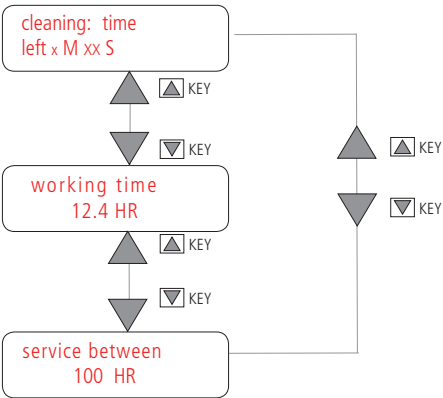 cleaning: time
left x M xx S
KEY
KEY
KEY
KEY
working time
12.4 HR
KEY
KEY
service between
100 HR